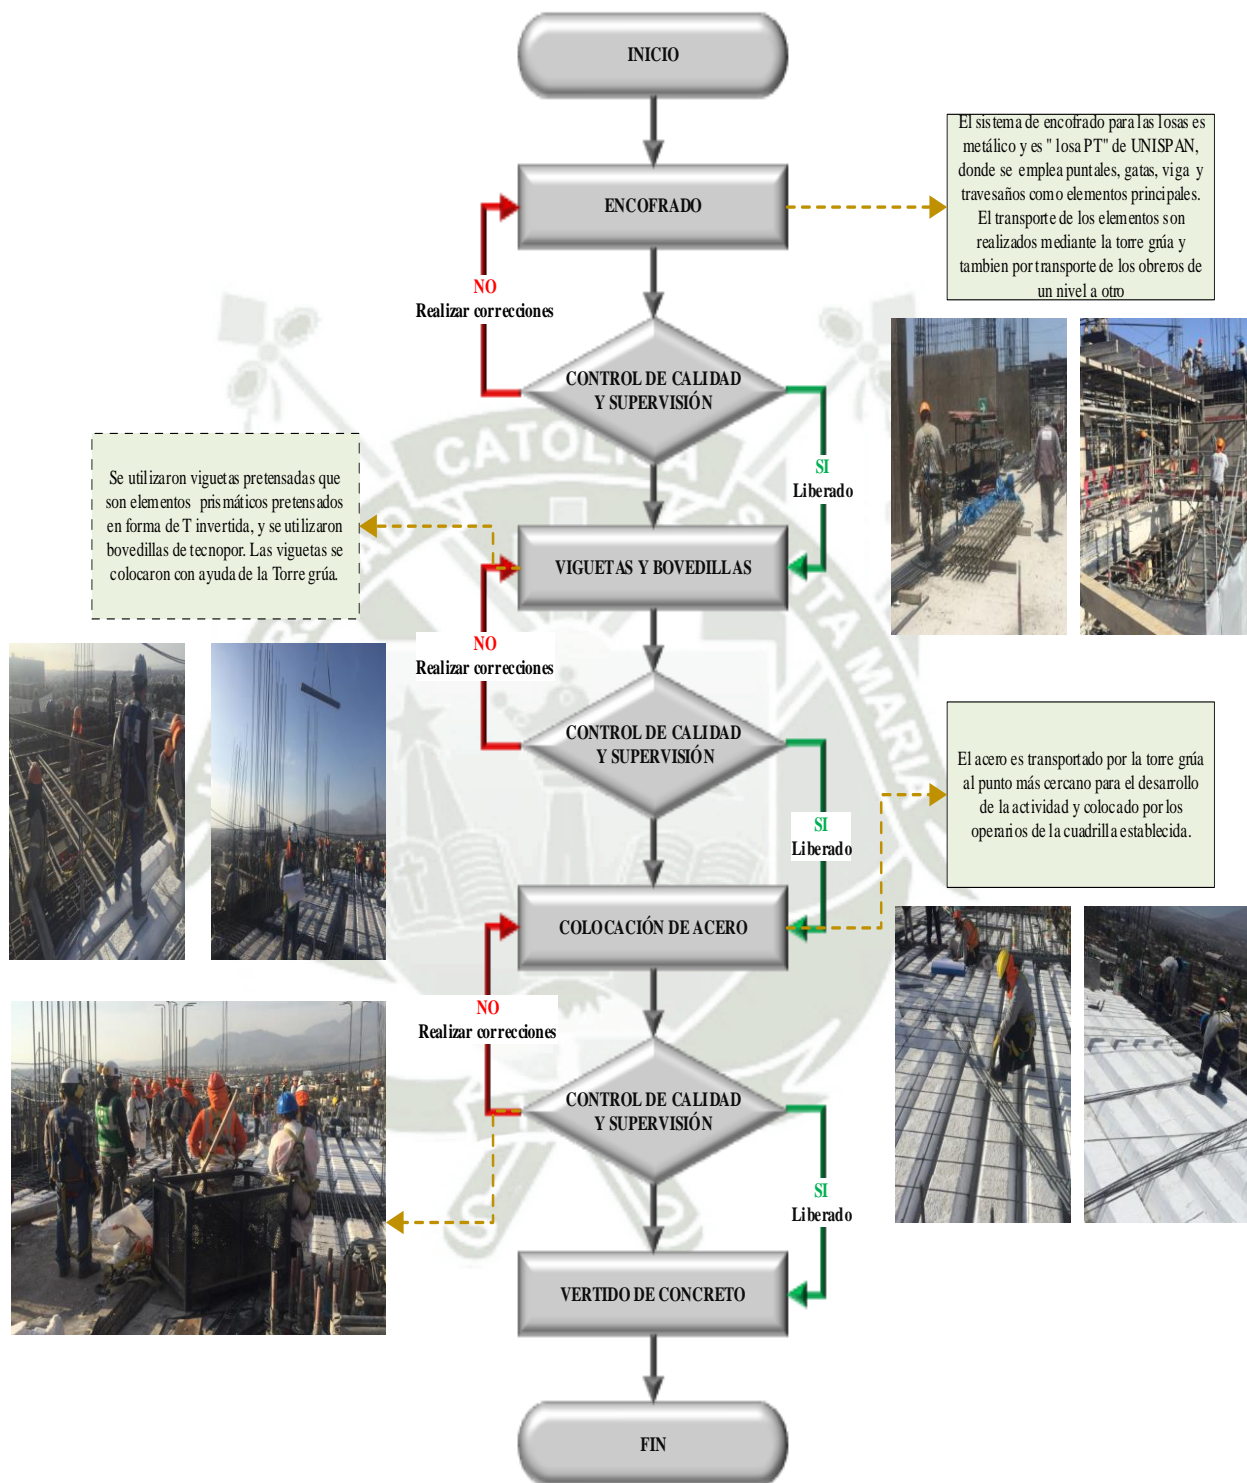 INICIO
El sistema de encofrado para las losas es
metálico y es " losa PT" de UNISPAN,
donde se emplea puntales, gatas, viga y
travesaños como elementos principales.
El transporte de los elementos son
realizados mediante la torre grúa y
tambien por transporte de los obreros de
un nivel a otro
ENCOFRADO
NO
Realizar correcciones
CONTROL DE CALIDAD
Y SUPERVISIÓN
SI
Liberado
CATOLICA
SANTA MARIA
Se utilizaron viguetas pretensadas que
son elementos prismáticos pretensados
en forma de T invertida, y se utilizaron
bovedillas de tecnopor. Las viguetas se
colocaron con ayuda de la Torre grúa.
VIGUETAS Y BOVEDILLAS
NO
Realizar correcciones
CONTROL DE CALIDAD
Y SUPERVISIÓN
SI
Liberado
El acero es transportado por la torre grúa
al punto más cercano para el desarrollo
de la actividad y colocado por los
operarios de la cuadrilla establecida.
COLOCACIÓN DE ACERO
NO
Realizar correcciones
CONTROL DE CALIDAD
Y SUPERVISIÓN
SI
Liberado
VERTIDO DE CONCRETO
FIN